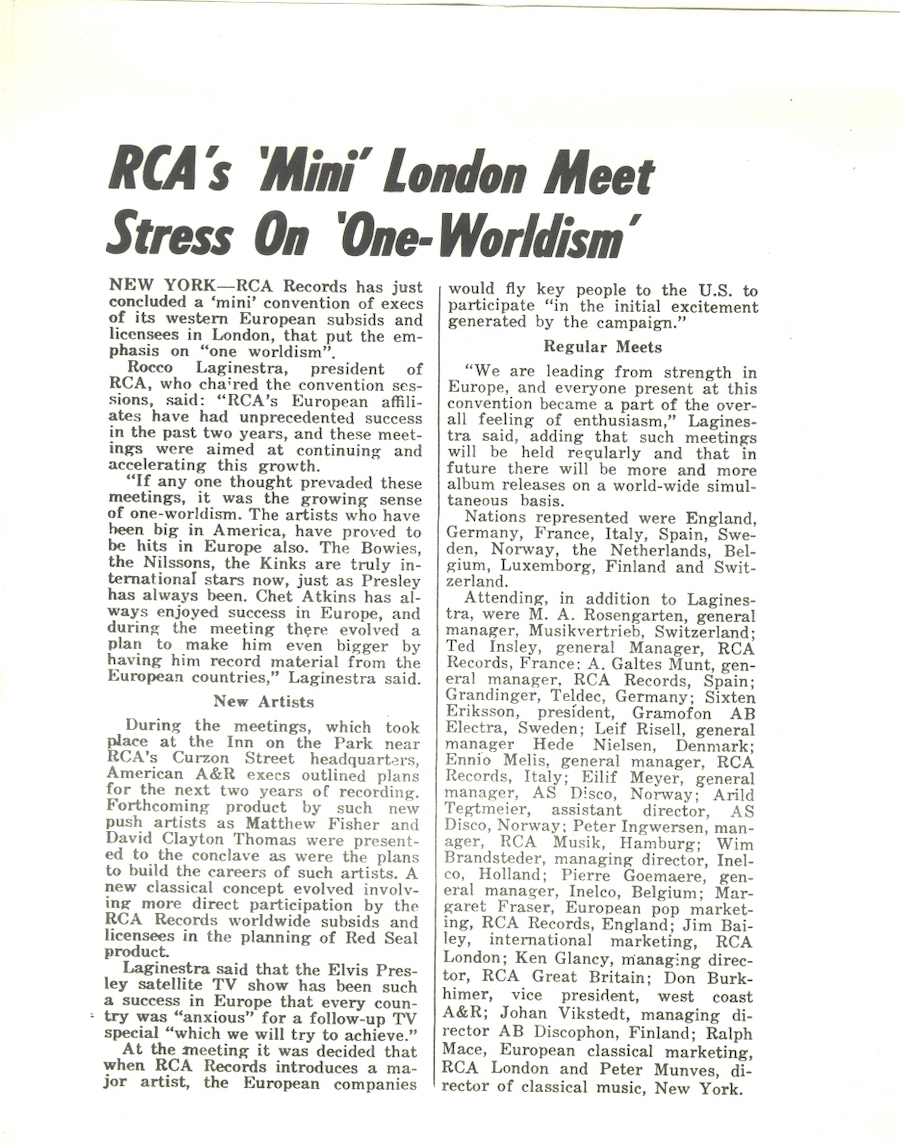 RCA's 'Mini' London Meet
Stress On 'One-Worldism'
NEW YORK—RCA Records has just
concluded a 'mini' convention of execs
of its western European subsids and
licensees in London, that put the em-
phasis on "one worldism".
Rocco Laginestra, president of
RCA, who chaired the convention ses-
sions, said: "RCA's European affili-
ates have had unprecedented success
in the past two years, and these meet-
ings were aimed at continuing and
accelerating this growth.
"If any one thought prevaded these
meetings, it was the growing sense
of one-worldism. The artists who have
been big in America, have proved to
be hits in Europe also. The Bowies,
the Nilssons, the Kinks are truly in-
ternational stars now, just as Presley
has always been. Chet Atkins has al-
ways enjoyed success in Europe, and
during the meeting there evolved a
plan to make him even bigger by
having him record material from the
European countries," Laginestra said.
New Artists
During the meetings, which took
place at the Inn on the Park near
RCA's Curzon Street headquarters,
American A&R execs outlined plans
for the next two years of recording.
Forthcoming product by such new
push artists as Matthew Fisher and
David Clayton Thomas were present-
ed to the conclave as were the plans
to build the careers of such artists. A
new classical concept evolved involv-
ing more direct participation by the
RCA Records worldwide subsids and
licensees in the planning of Red Seal
product.
Laginestra said that the Elvis Pres-
ley satellite TV show has been such
a success in Europe that every coun-
try was "anxious" for a follow-up TV
special "which we will try to achieve."
At the meeting it was decided that
when RCA Records introduces a ma-
jor artist, the European companies
would fly key people to the U.S. to
participate "in the initial excitement
generated by the campaign."
Regular Meets
"We are leading from strength in
Europe, and everyone present at this
convention became a part of the over-
all feeling of enthusiasm," Lagines-
tra said, adding that such meetings
will be held regularly and that in
future there will be more and more
album releases on a world-wide simul-
taneous basis.
Nations represented were England,
Germany, France, Italy, Spain, Swe-
den, Norway, the Netherlands, Bel-
gium, Luxemborg, Finland and Swit-
zerland.
Attending, in addition to Lagines-
tra, were M. A. Rosengarten, general
manager, Musikvertrieb, Switzerland;
Ted Insley, general Manager, RCA
Records, France: A. Galtes Munt, gen-
eral manager, RCA Records, Spain;
Grandinger, Teldec, Germany; Sixten
Eriksson, president, Gramofon AB
Electra, Sweden; Leif Risell, general
manager Hede Nielsen, Denmark;
Ennio Melis, general manager, RCA
Records, Italy; Eilif Meyer, general
manager, AS Disco, Norway; Arild
Tegtmeier, assistant director, AS
Disco, Norway; Peter Ingwersen, man-
ager, RCA Musik, Hamburg; Wim
Brandsteder, managing director, Inel-
co, Holland; Pierre Goemaere, gen-
eral manager, Inelco, Belgium; Mar-
garet Fraser, European pop market-
ing, RCA Records, England; Jim Bai-
ley, international marketing, RCA
London; Ken Glancy, managing direc-
tor, RCA Great Britain; Don Burk-
himer, vice president, west coast
A&R; Johan Vikstedt, managing di-
rector AB Discophon, Finland; Ralph
Mace, European classical marketing,
RCA London and Peter Munves, di-
rector of classical music, New York.